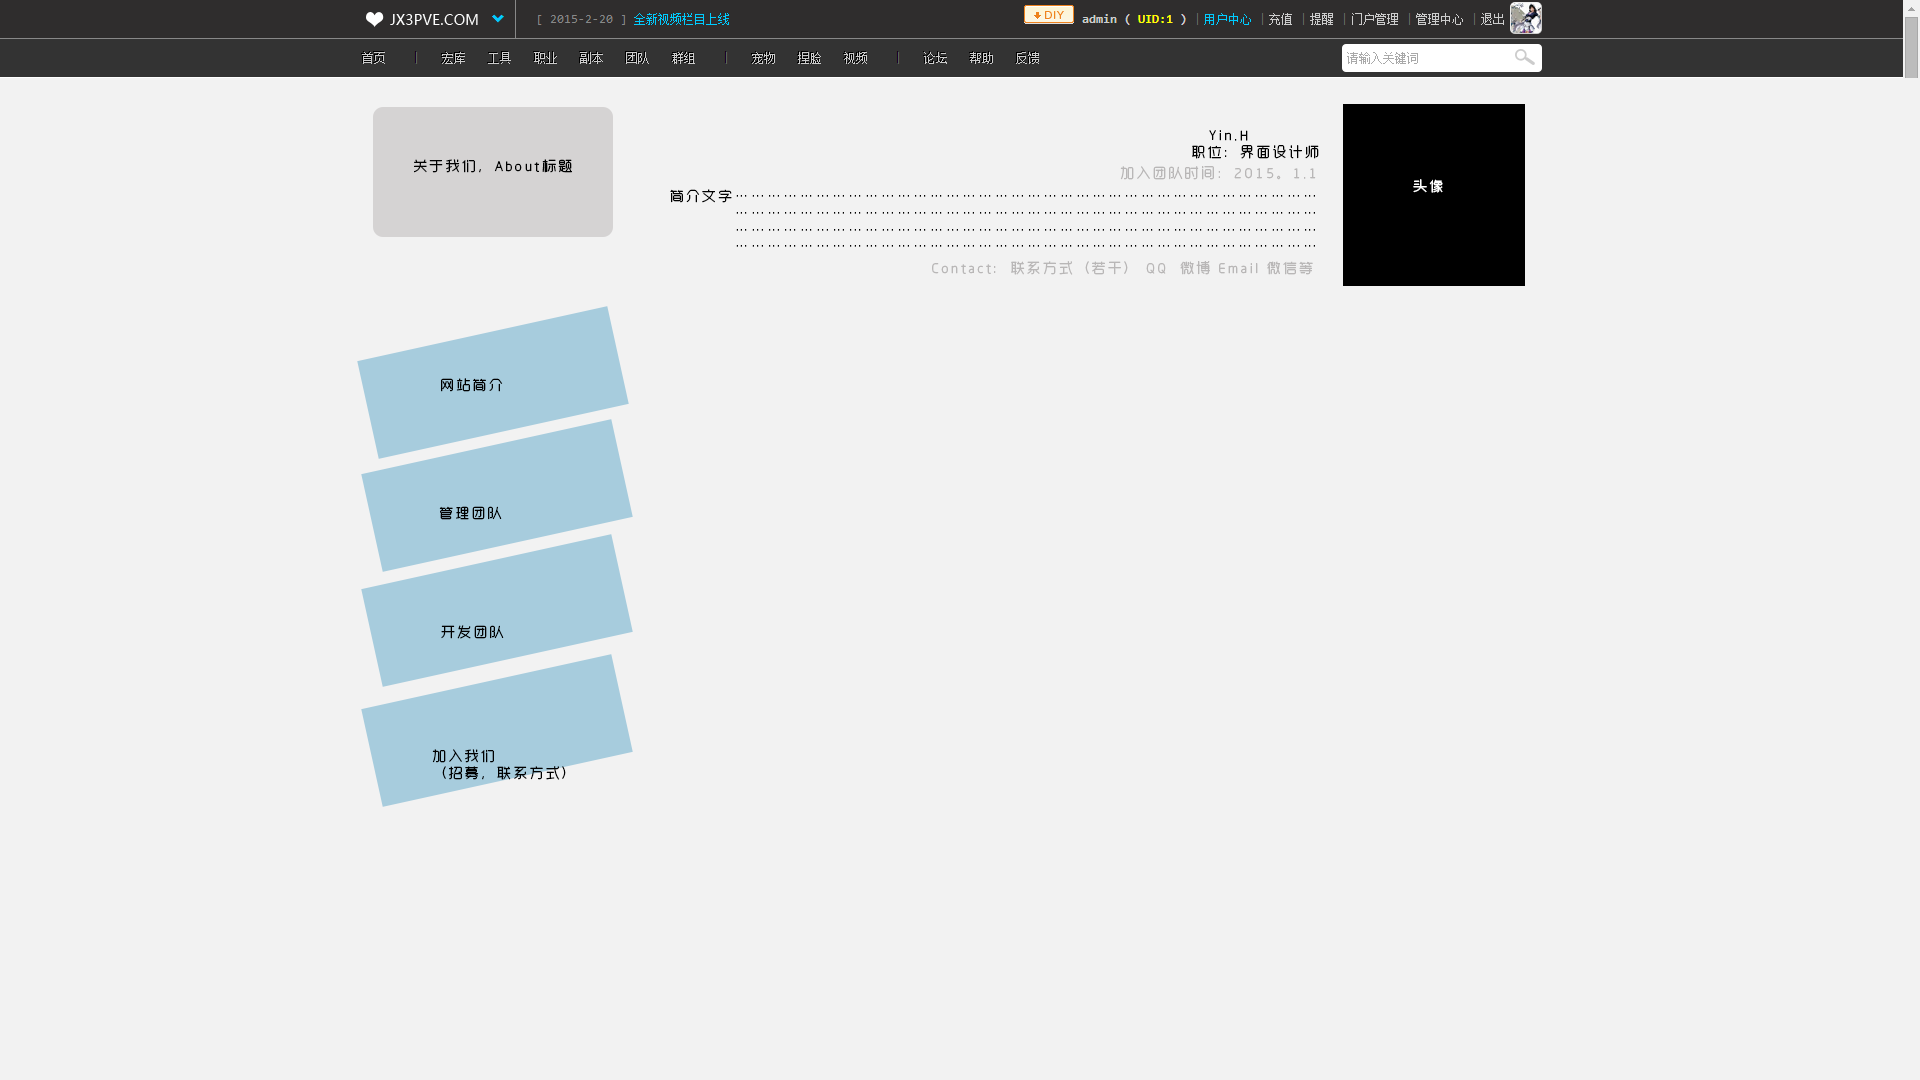 JX3PVE.COM
[ 2015-2-20 ] 全新视频栏目上线
DIY
admin ( UID:1 ) | 用户中心 | 充值 | 提醒 | 门户管理 | 管理中心 | 退出
首页 | 宏库 工具 职业 副本 团队 群组 | 宠物 捏脸 视频 | 论坛 帮助 反馈
请输入关键词
关于我们，About标题
Yin.H
职位：界面设计师
加入团队时间：2015。1.1
简介文字…………………………………………………………………………………………………………
…………………………………………………………………………………………………………
…………………………………………………………………………………………………………
…………………………………………………………………………………………………………
Contact: 联系方式（若干） QQ 微博 Email 微信等
头像
网站简介
管理团队
开发团队
加入我们
（招募，联系方式）